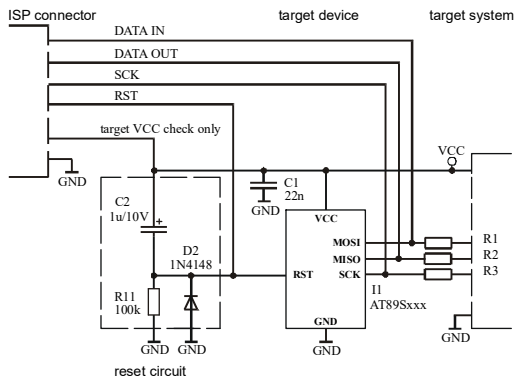 ISP connector
target device
target system
DATA IN
DATA OUT
SCK
RST
target VCC check only
VCC
GND
C2
1u/10V
+
C1
22n
GND
VCC
D2
1N4148
RST
MOSI
MISO
SCK
R1
R2
R3
R11
100k
I1
AT89Sxxx
GND
GND
GND
GND
GND
reset circuit